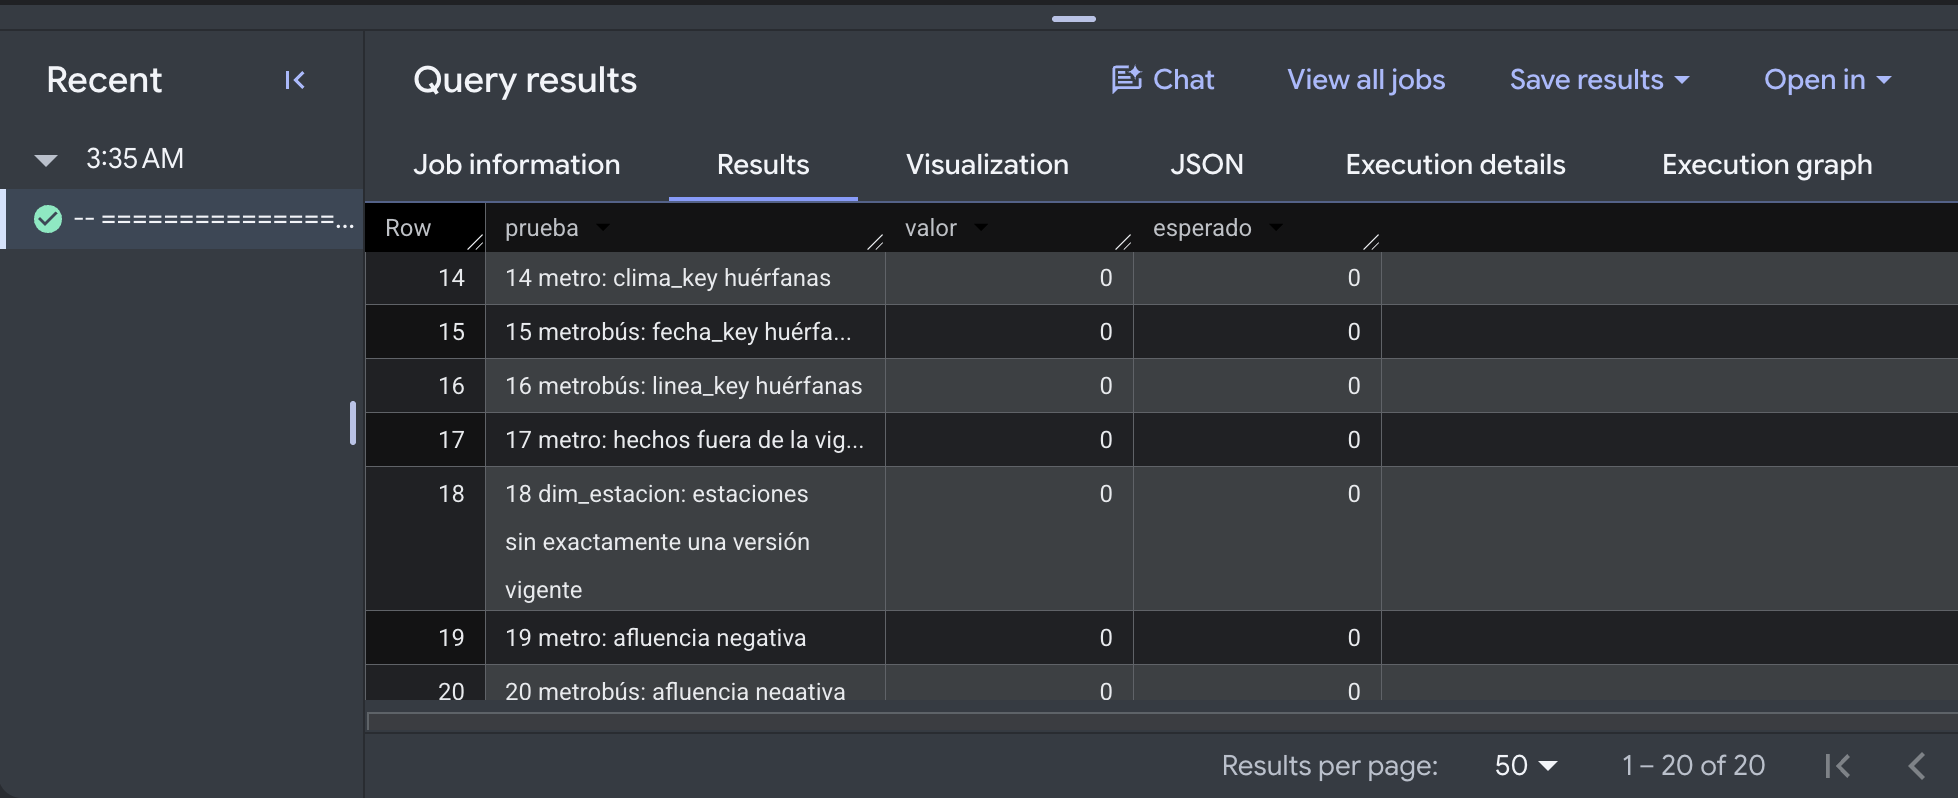 Recent
Query results
Chat
View all jobs
Save results
Open in
3:35 AM
-- ===============...
Job information
Results
Visualization
JSON
Execution details
Execution graph
Row prueba valor esperado
14 14 metro: clima_key huérfanas 0 0
15 15 metrobús: fecha_key huérfa... 0 0
16 16 metrobús: linea_key huérfanas 0 0
17 17 metro: hechos fuera de la vig... 0 0
18 18 dim_estacion: estaciones 0 0
sin exactamente una versión
vigente
19 19 metro: afluencia negativa 0 0
20 20 metrobús: afluencia negativa 0 0
Results per page: 50 1 – 20 of 20